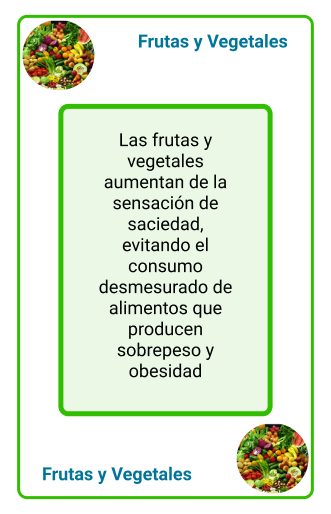 Frutas y Vegetales
Las frutas y
vegetales
aumentan de la
sensación de
saciedad,
evitando el
consumo
desmesurado de
alimentos que
producen
sobrepeso y
obesidad
Frutas y Vegetales